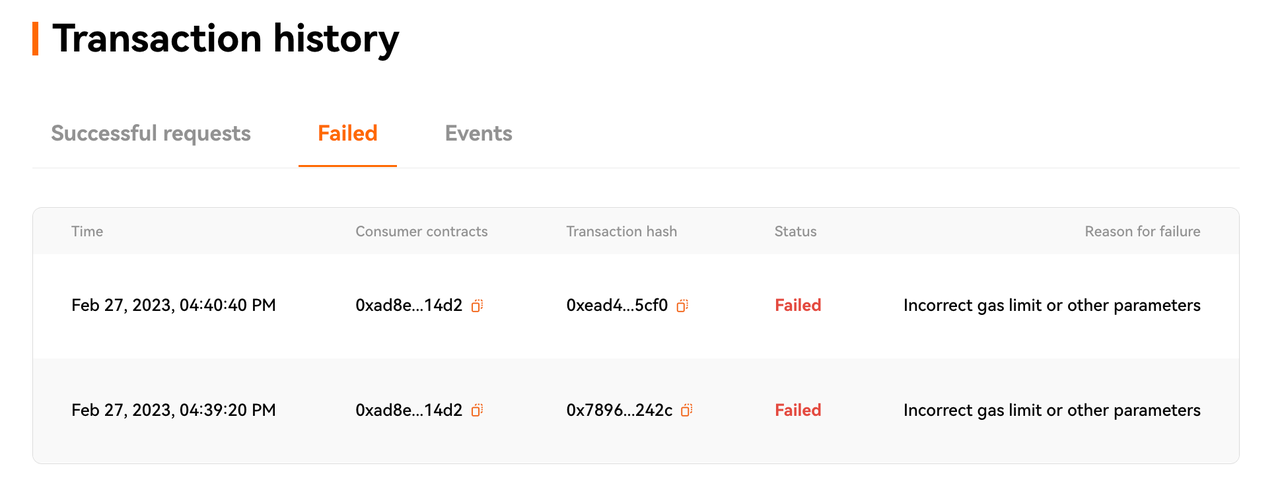 Transaction history
Successful requests Failed Events
Time Consumer contracts Transaction hash Status Reason for failure
Feb 27, 2023, 04:40:40 PM 0xad8e...14d2 0xead4...5cf0 Failed Incorrect gas limit or other parameters
Feb 27, 2023, 04:39:20 PM 0xad8e...14d2 0x7896...242c Failed Incorrect gas limit or other parameters